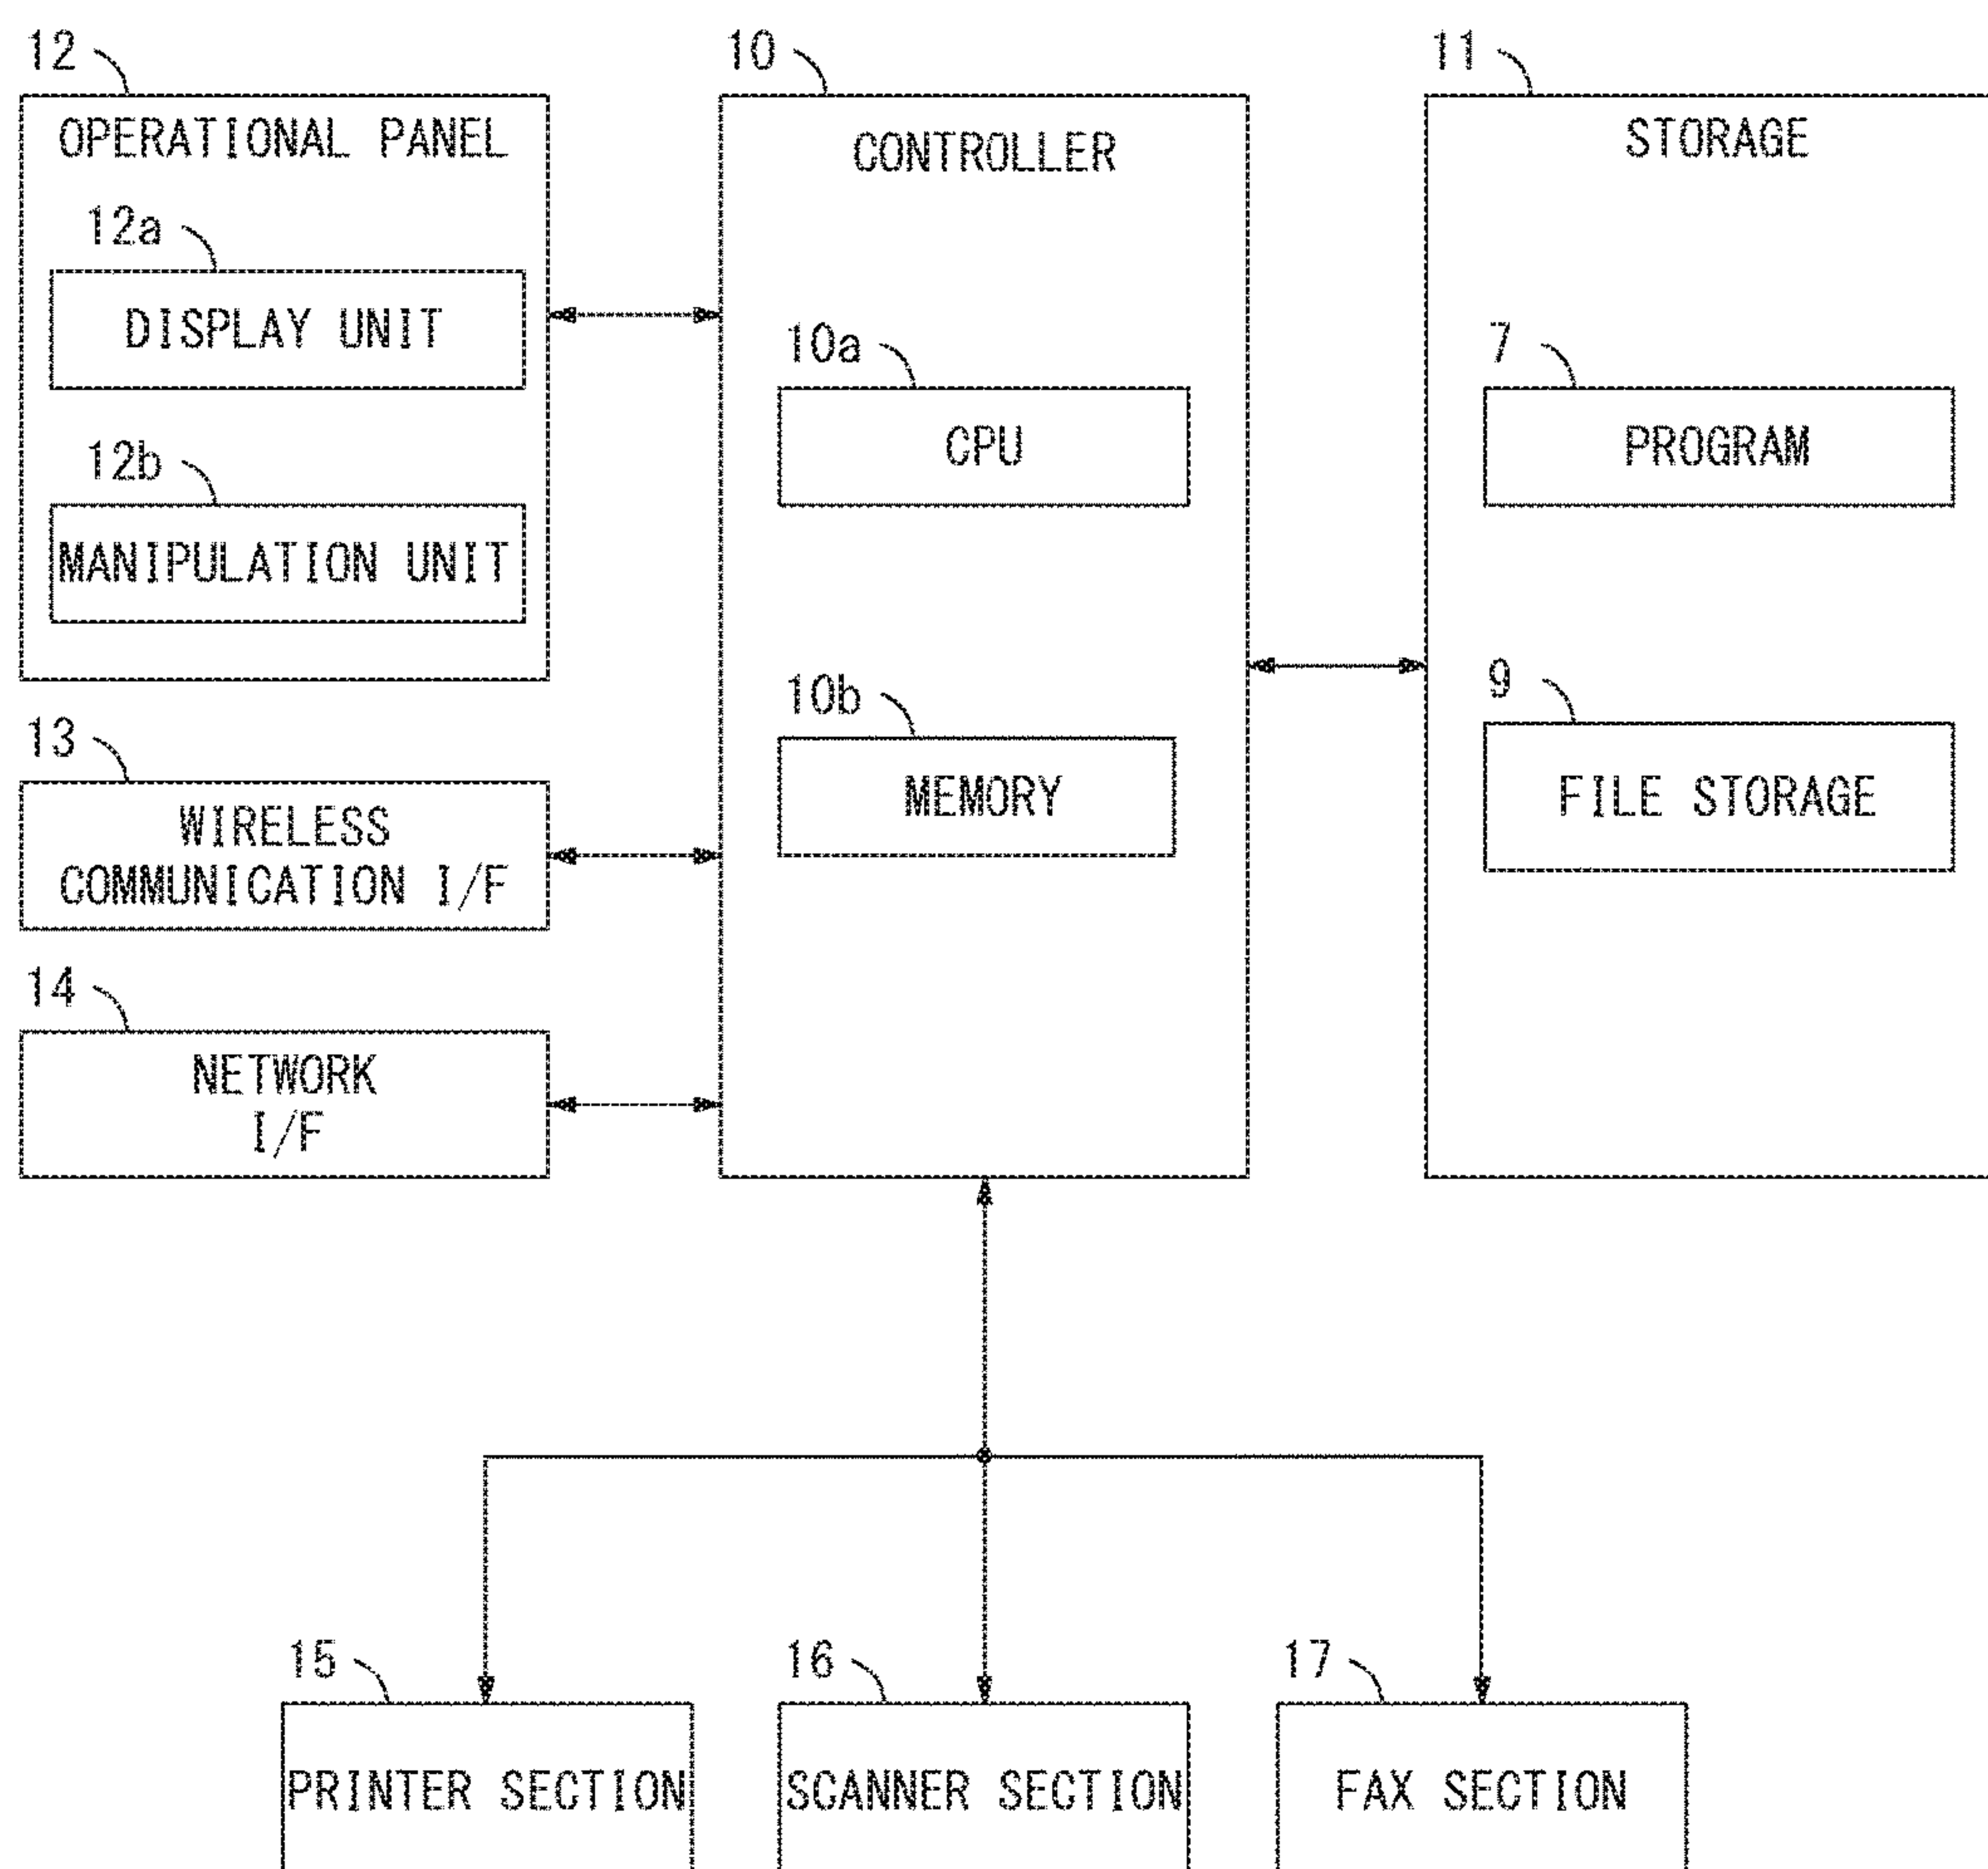 12
OPERATIONAL PANEL
12a
DISPLAY UNIT
12b
MANIPULATION UNIT
13
WIRELESS
COMMUNICATION I/F
14
NETWORK
I/F
10
CONTROLLER
10a
CPU
10b
MEMORY
11
STORAGE
7
PROGRAM
9
FILE STORAGE
15
PRINTER SECTION
16
SCANNER SECTION
17
FAX SECTION